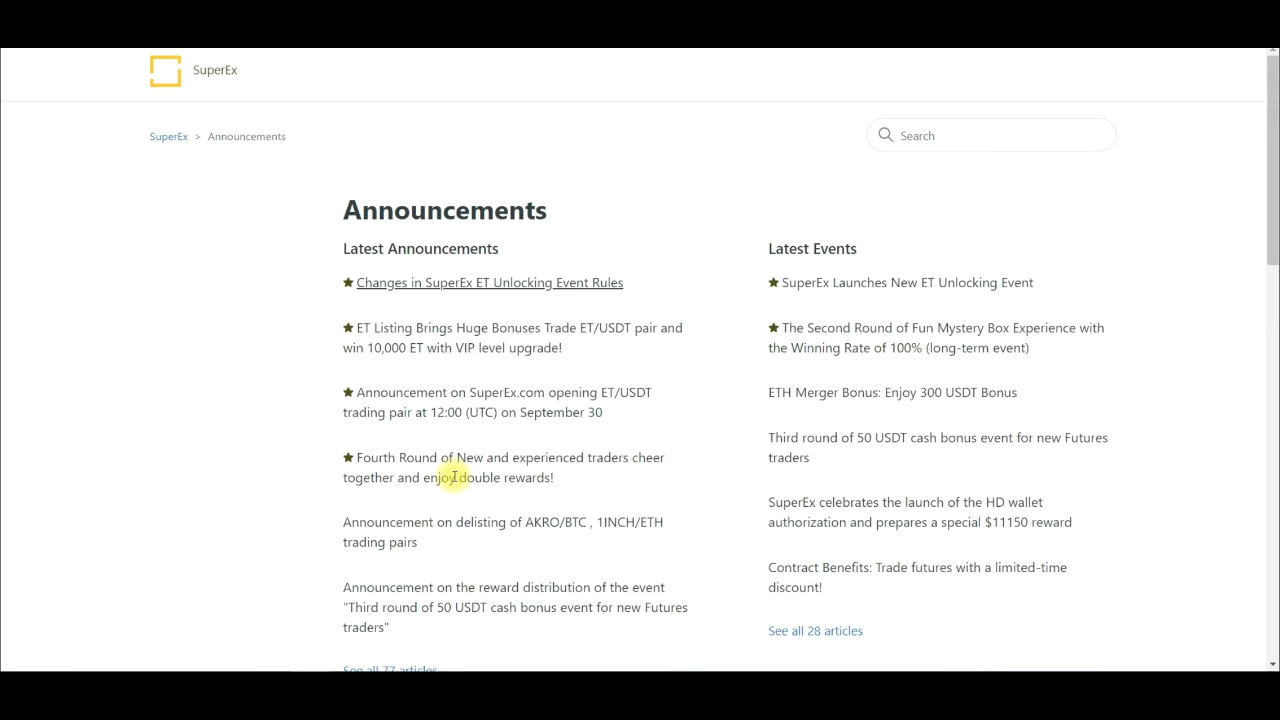 SuperEx
SuperEx > Announcements
Search
Announcements
Latest Announcements
★ Changes in SuperEx ET Unlocking Event Rules
★ ET Listing Brings Huge Bonuses Trade ET/USDT pair and
win 10,000 ET with VIP level upgrade!
★ Announcement on SuperEx.com opening ET/USDT
trading pair at 12:00 (UTC) on September 30
★ Fourth Round of New and experienced traders cheer
together and enjoy double rewards!
Announcement on delisting of AKRO/BTC , 1INCH/ETH
trading pairs
Announcement on the reward distribution of the event
"Third round of 50 USDT cash bonus event for new Futures
traders"
See all 77 articles
Latest Events
★ SuperEx Launches New ET Unlocking Event
★ The Second Round of Fun Mystery Box Experience with
the Winning Rate of 100% (long-term event)
ETH Merger Bonus: Enjoy 300 USDT Bonus
Third round of 50 USDT cash bonus event for new Futures
traders
SuperEx celebrates the launch of the HD wallet
authorization and prepares a special $11150 reward
Contract Benefits: Trade futures with a limited-time
discount!
See all 28 articles